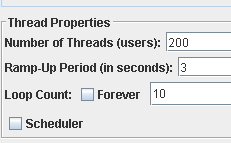 Thread Properties
Number of Threads (users): 200
Ramp-Up Period (in seconds): 3
Loop Count: Forever 10
Scheduler